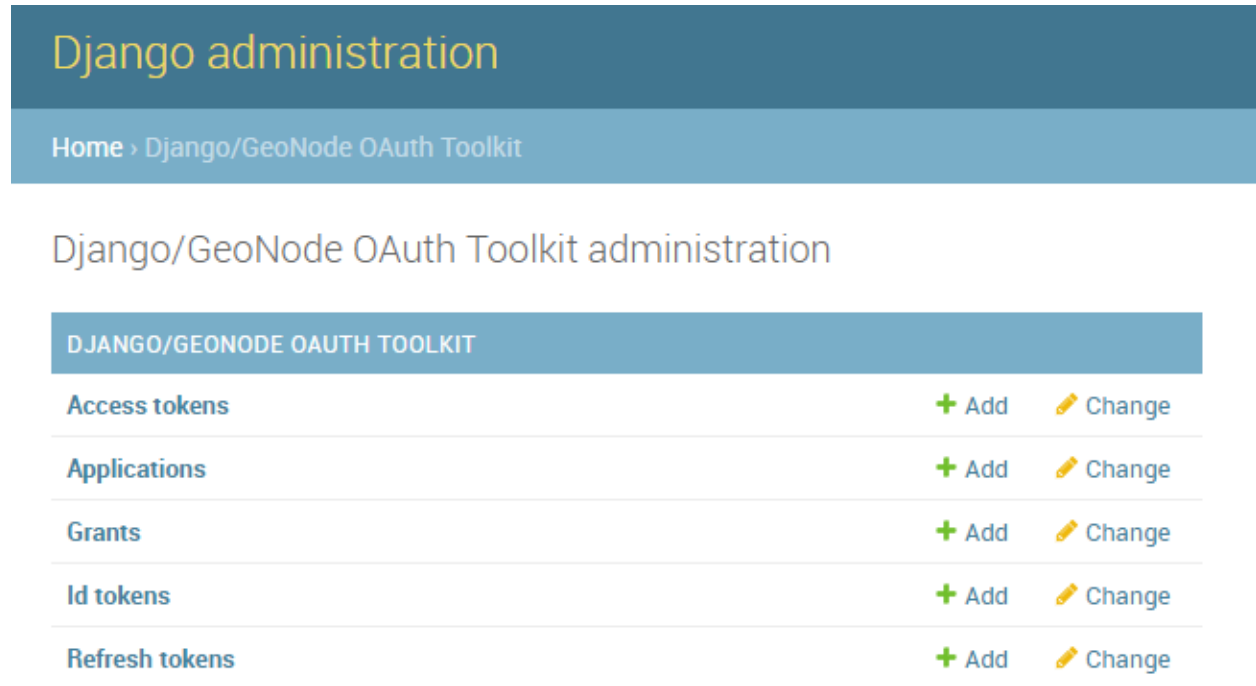 Django administration
Home › Django/GeoNode OAuth Toolkit
Django/GeoNode OAuth Toolkit administration
DJANGO/GEONODE OAUTH TOOLKIT
Access tokens Add Change
Applications Add Change
Grants Add Change
Id tokens Add Change
Refresh tokens Add Change